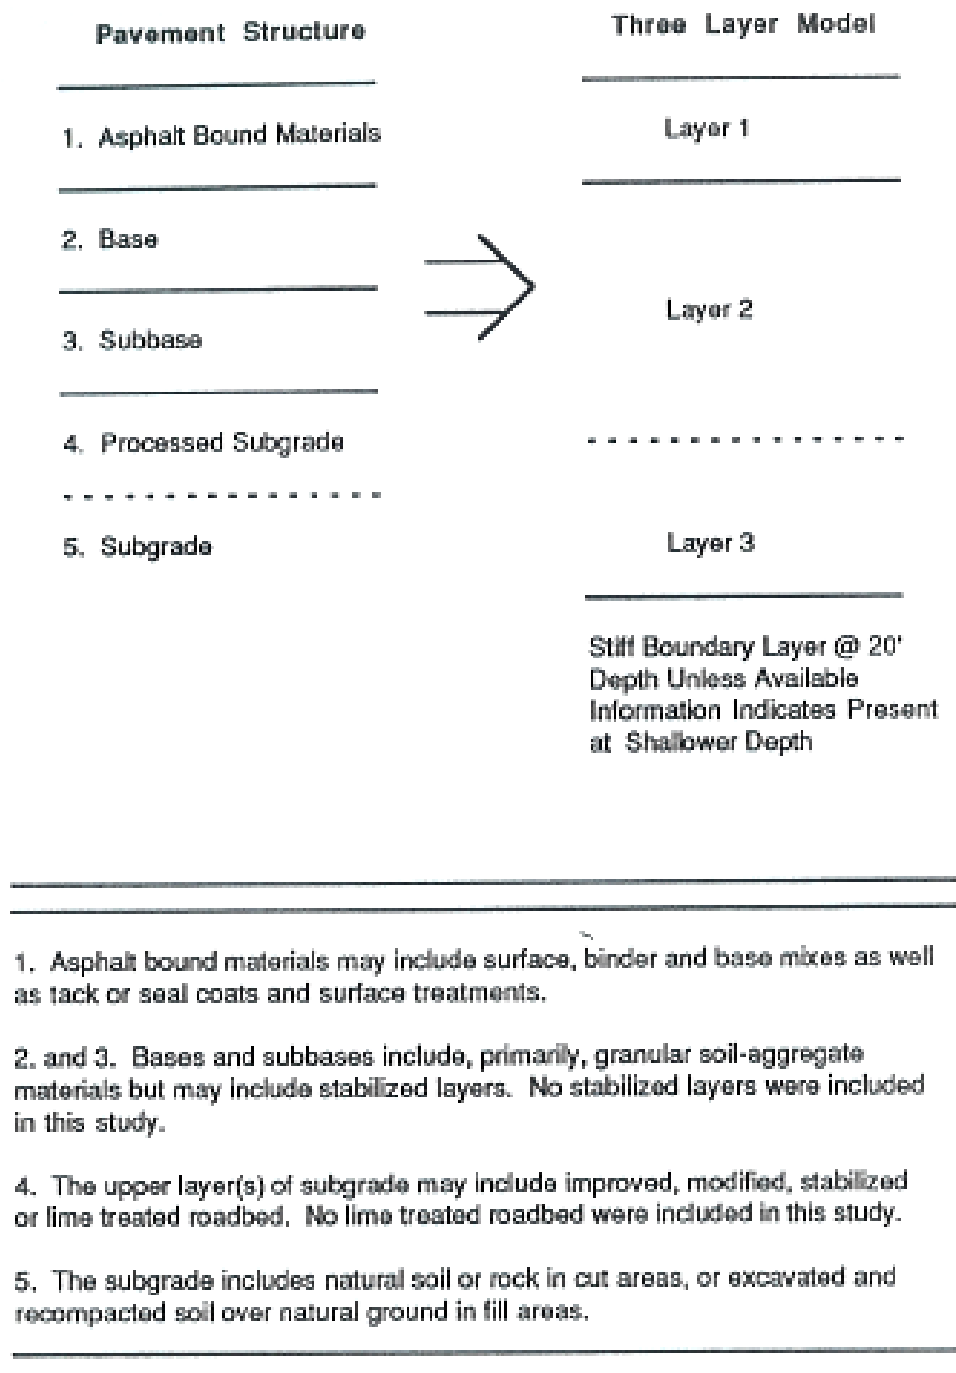 Pavement Structure
Three Layer Model
1. Asphalt Bound Materials
Layer 1
2. Base
Layer 2
3. Subbase
4. Processed Subgrade
5. Subgrade
Layer 3
Stiff Boundary Layer @ 20'
Depth Unless Available
Information Indicates Present
at Shallower Depth
1. Asphalt bound materials may include surface, binder and base mixes as well
as tack or seal coats and surface treatments.
2. and 3. Bases and subbases include, primarily, granular soil-aggregate
materials but may include stabilized layers. No stabilized layers were included
in this study.
4. The upper layer(s) of subgrade may include improved, modified, stabilized
or lime treated roadbed. No lime treated roadbed were included in this study.
5. The subgrade includes natural soil or rock in cut areas, or excavated and
recompacted soil over natural ground in fill areas.